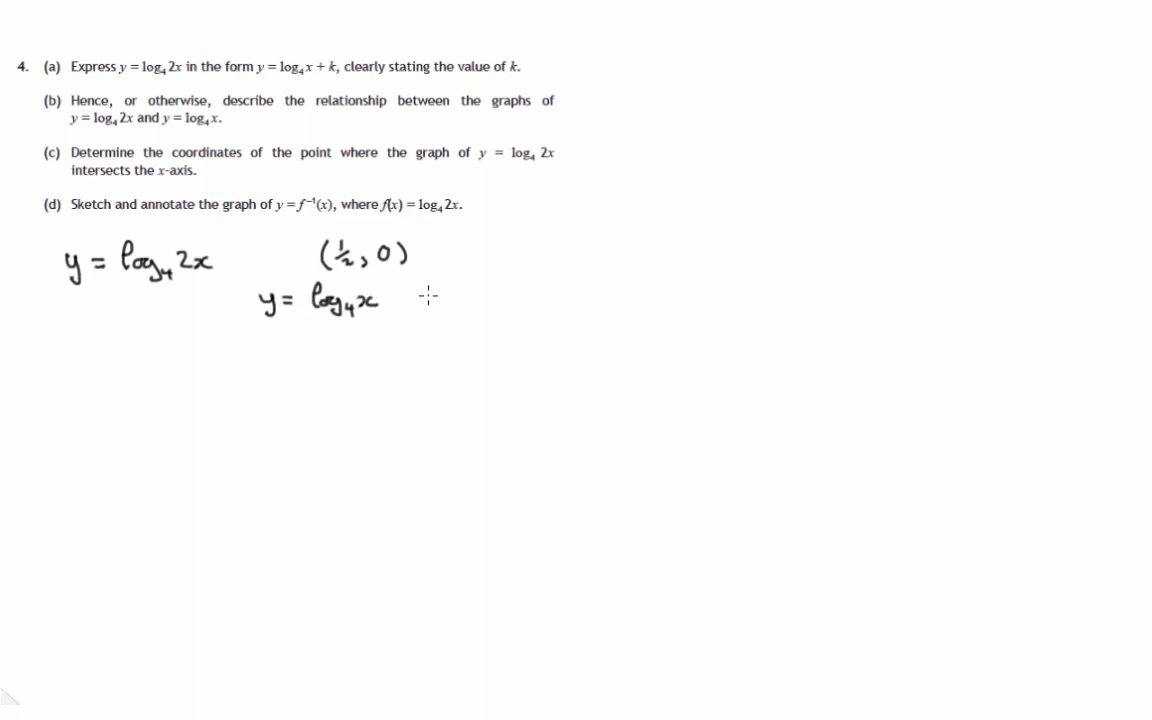 4. (a) Express y = log₄ 2x in the form y = log₄ x + k, clearly stating the value of k.
(b) Hence, or otherwise, describe the relationship between the graphs of
y = log₄ 2x and y = log₄ x.
(c) Determine the coordinates of the point where the graph of y = log₄ 2x
intersects the x-axis.
(d) Sketch and annotate the graph of y = f⁻¹(x), where f(x) = log₄ 2x.
y = log₄ 2x (½, 0)
y = log₄ x